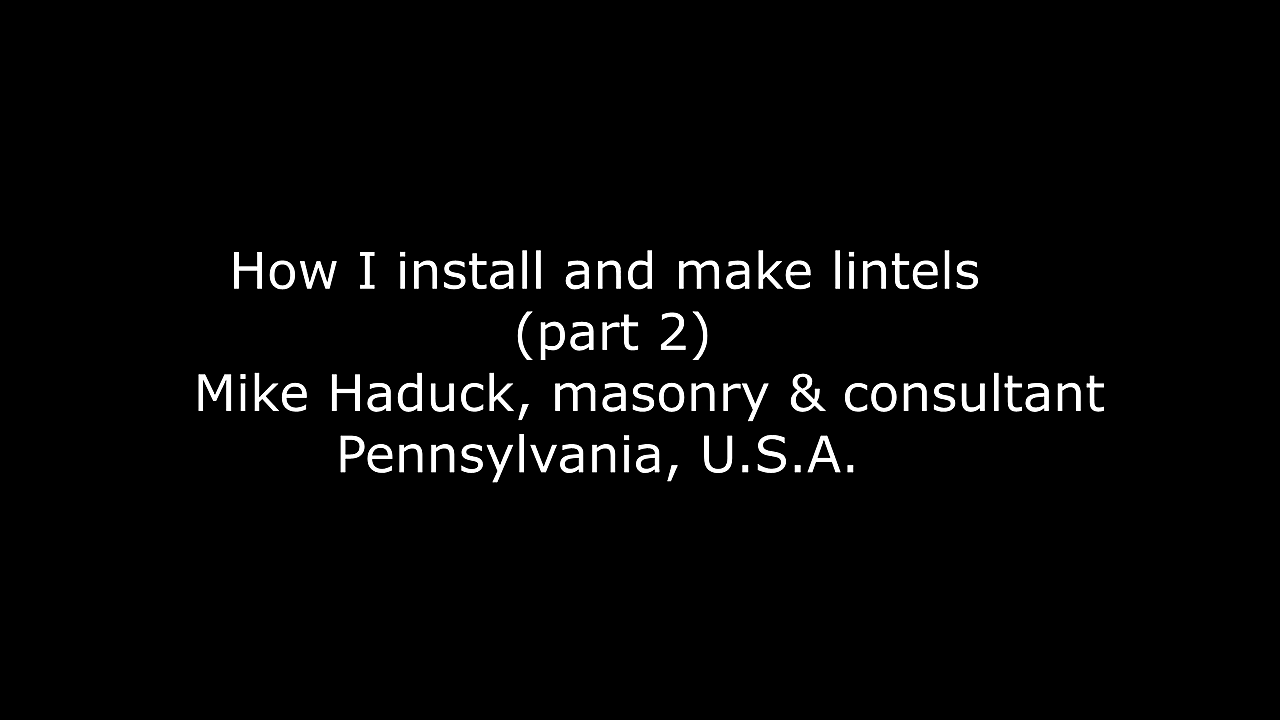 How I install and make lintels
(part 2)
Mike Haduck, masonry & consultant
Pennsylvania, U.S.A.